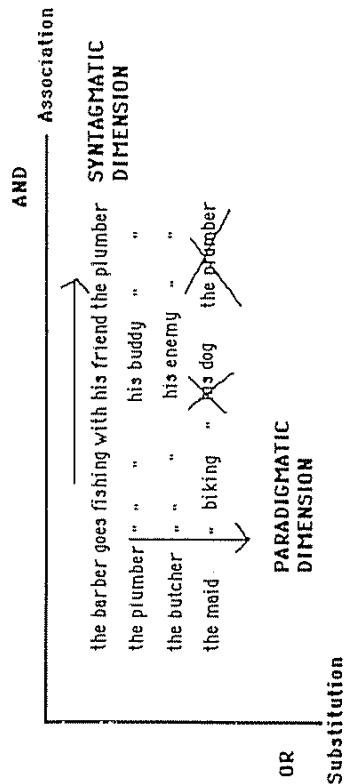 AND
Association
the barber goes fishing with his friend the plumber SYNTAGMATIC
DIMENSION
the plumber " " " his buddy " "
the butcher " " " his enemy " "
the maid " biking " his dog the plumber
PARADIGMATIC
DIMENSION
OR
Substitution